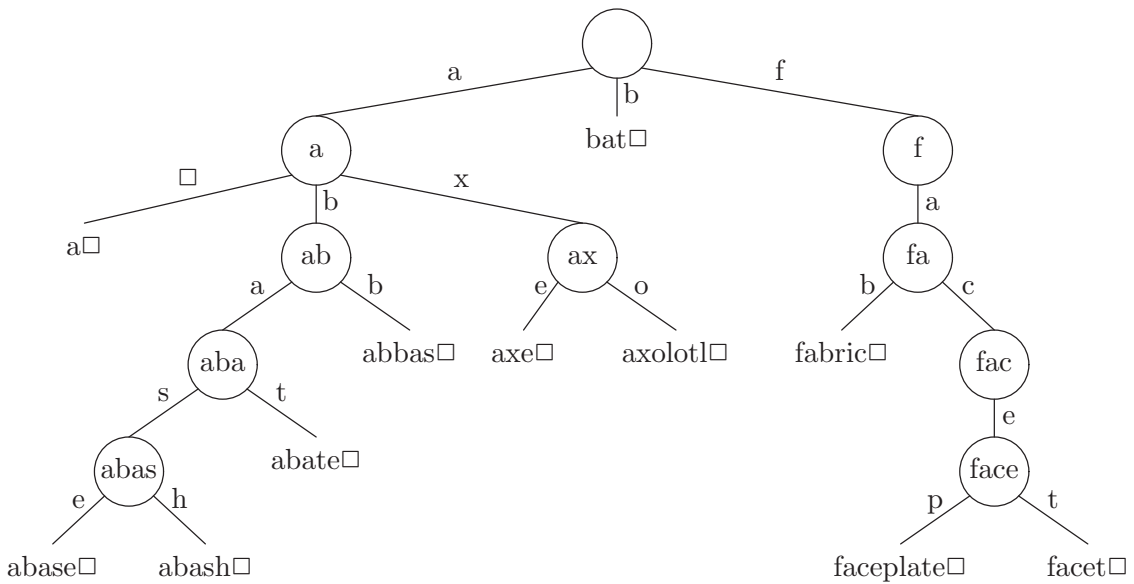 a f
b
bat□
a f
□ b x a
a□
ab ax fa
a b e o b c
aba abbas□ axe□ axolotl□ fabric□ fac
s t e
abas abate□ face
e h p t
abase□ abash□ faceplate□ facet□